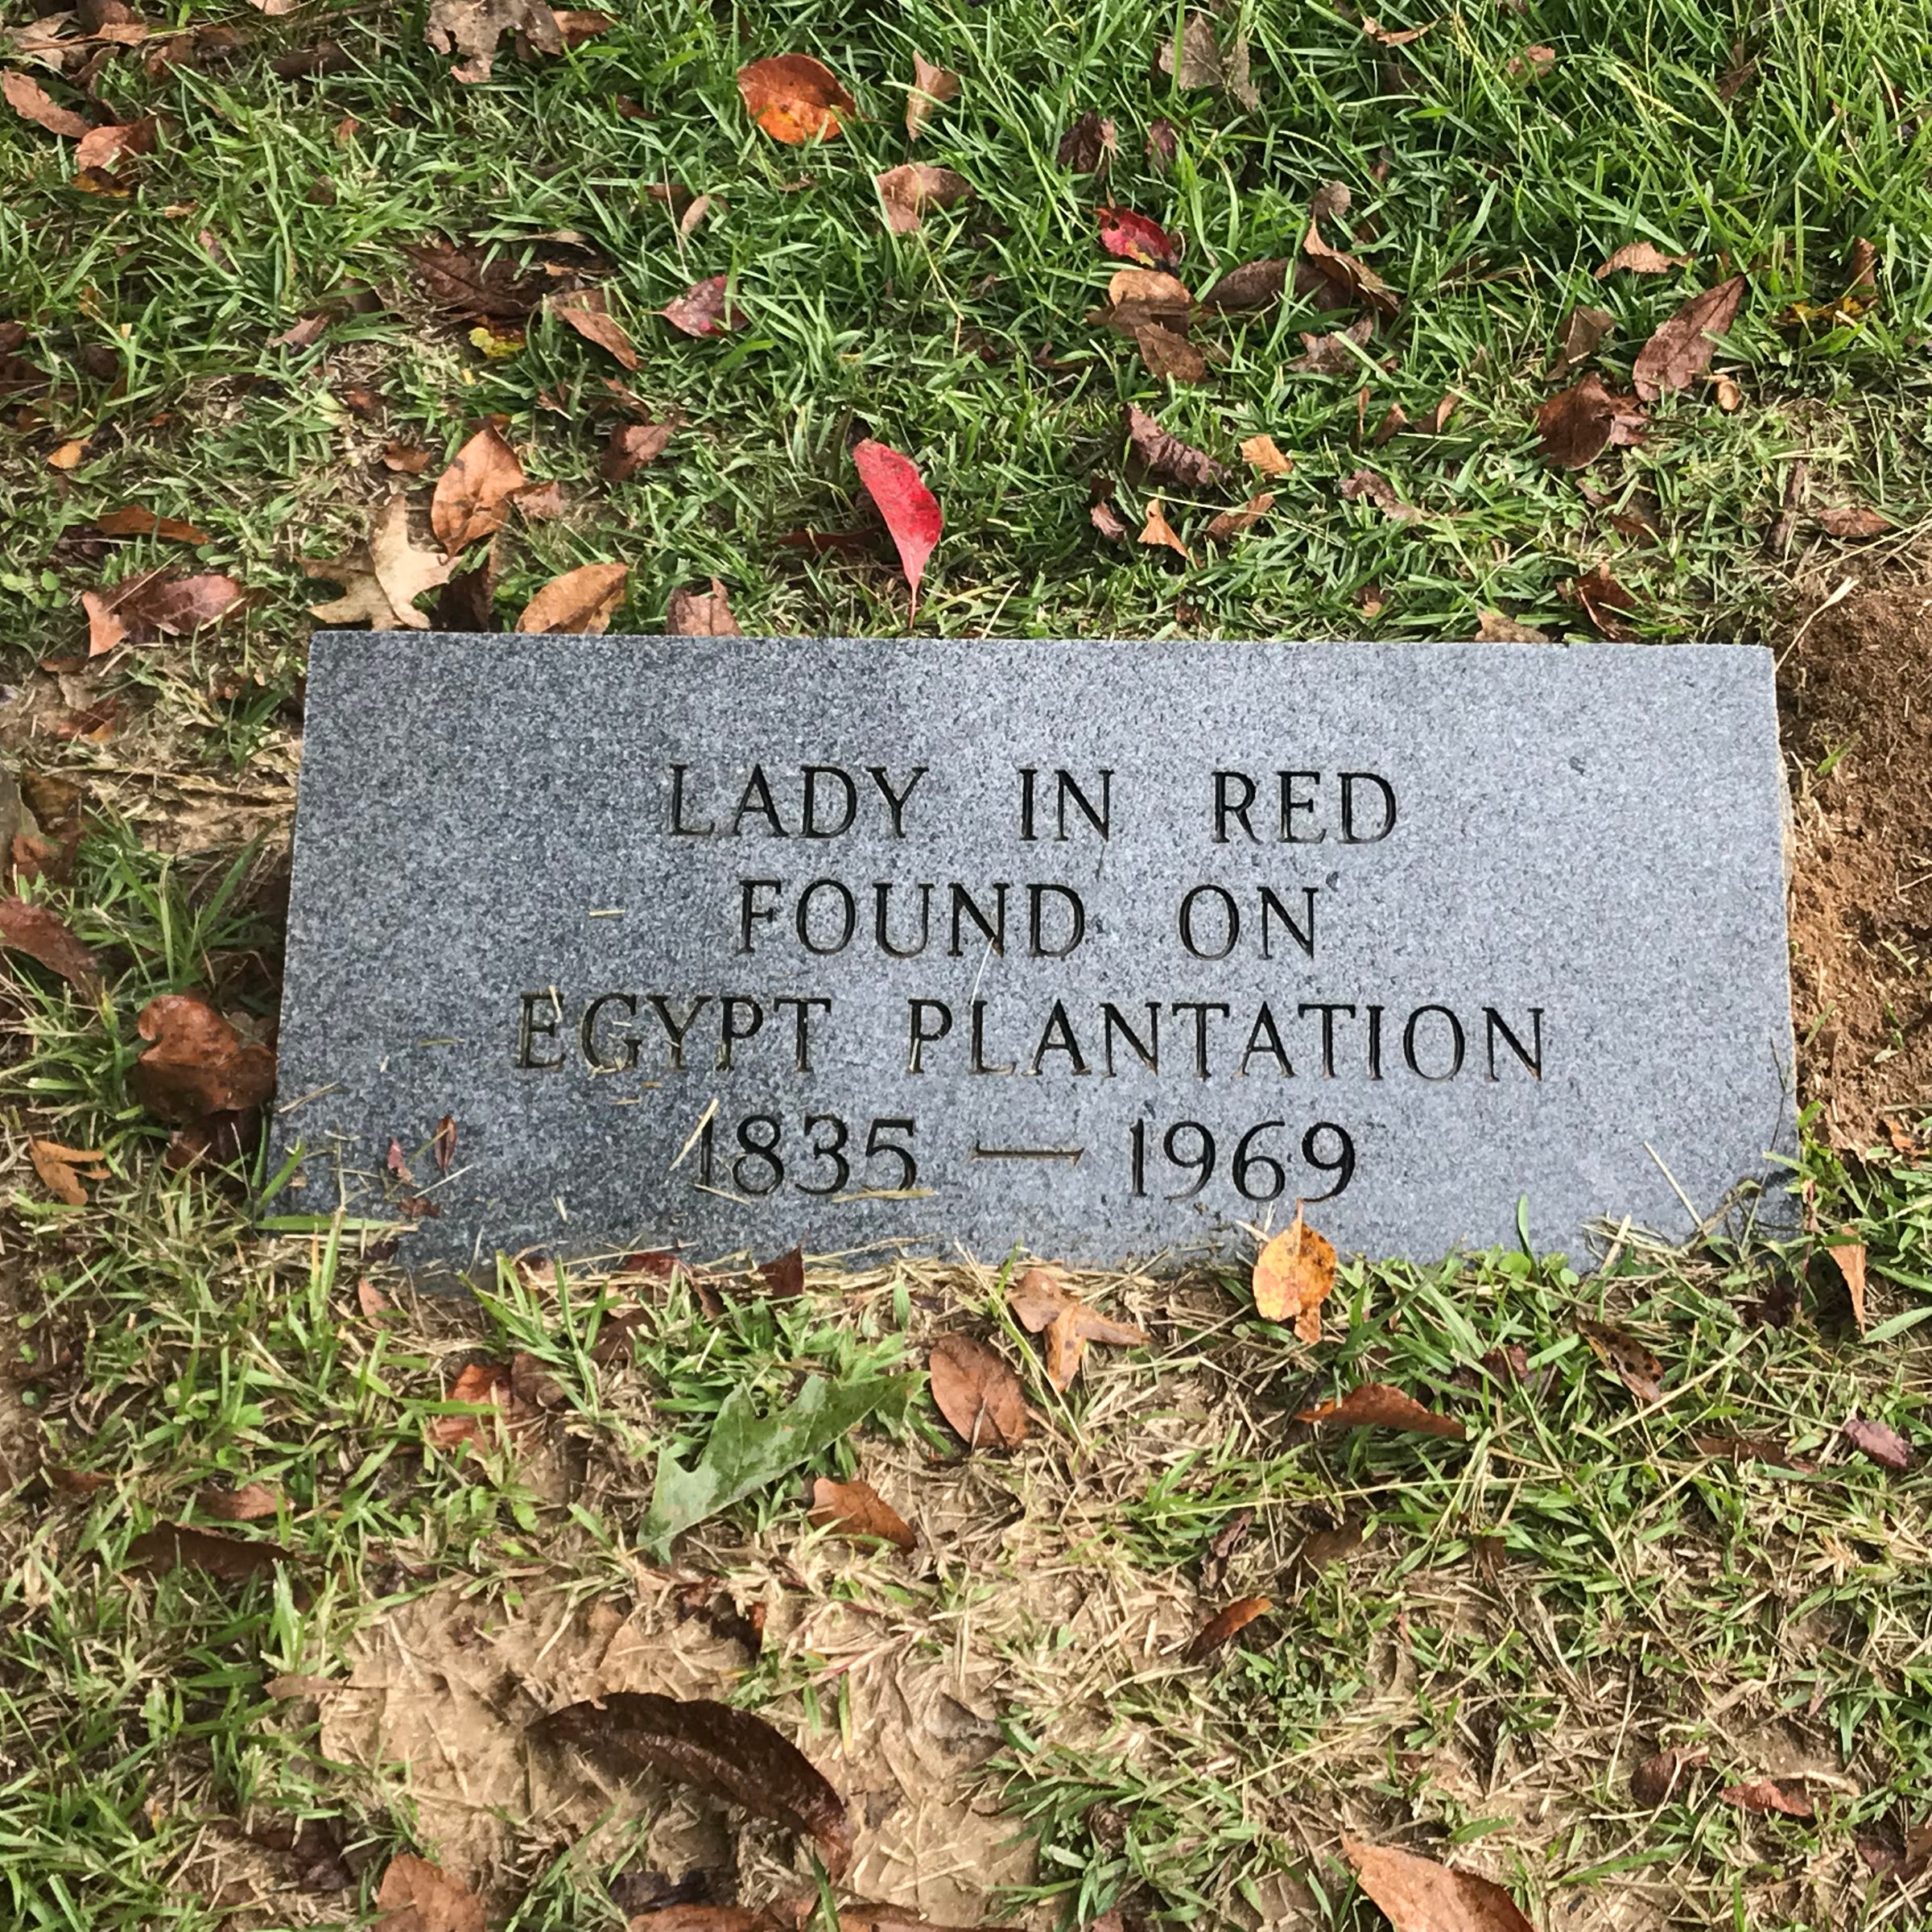 LADY IN RED
FOUND ON
EGYPT PLANTATION
1835 — 1969